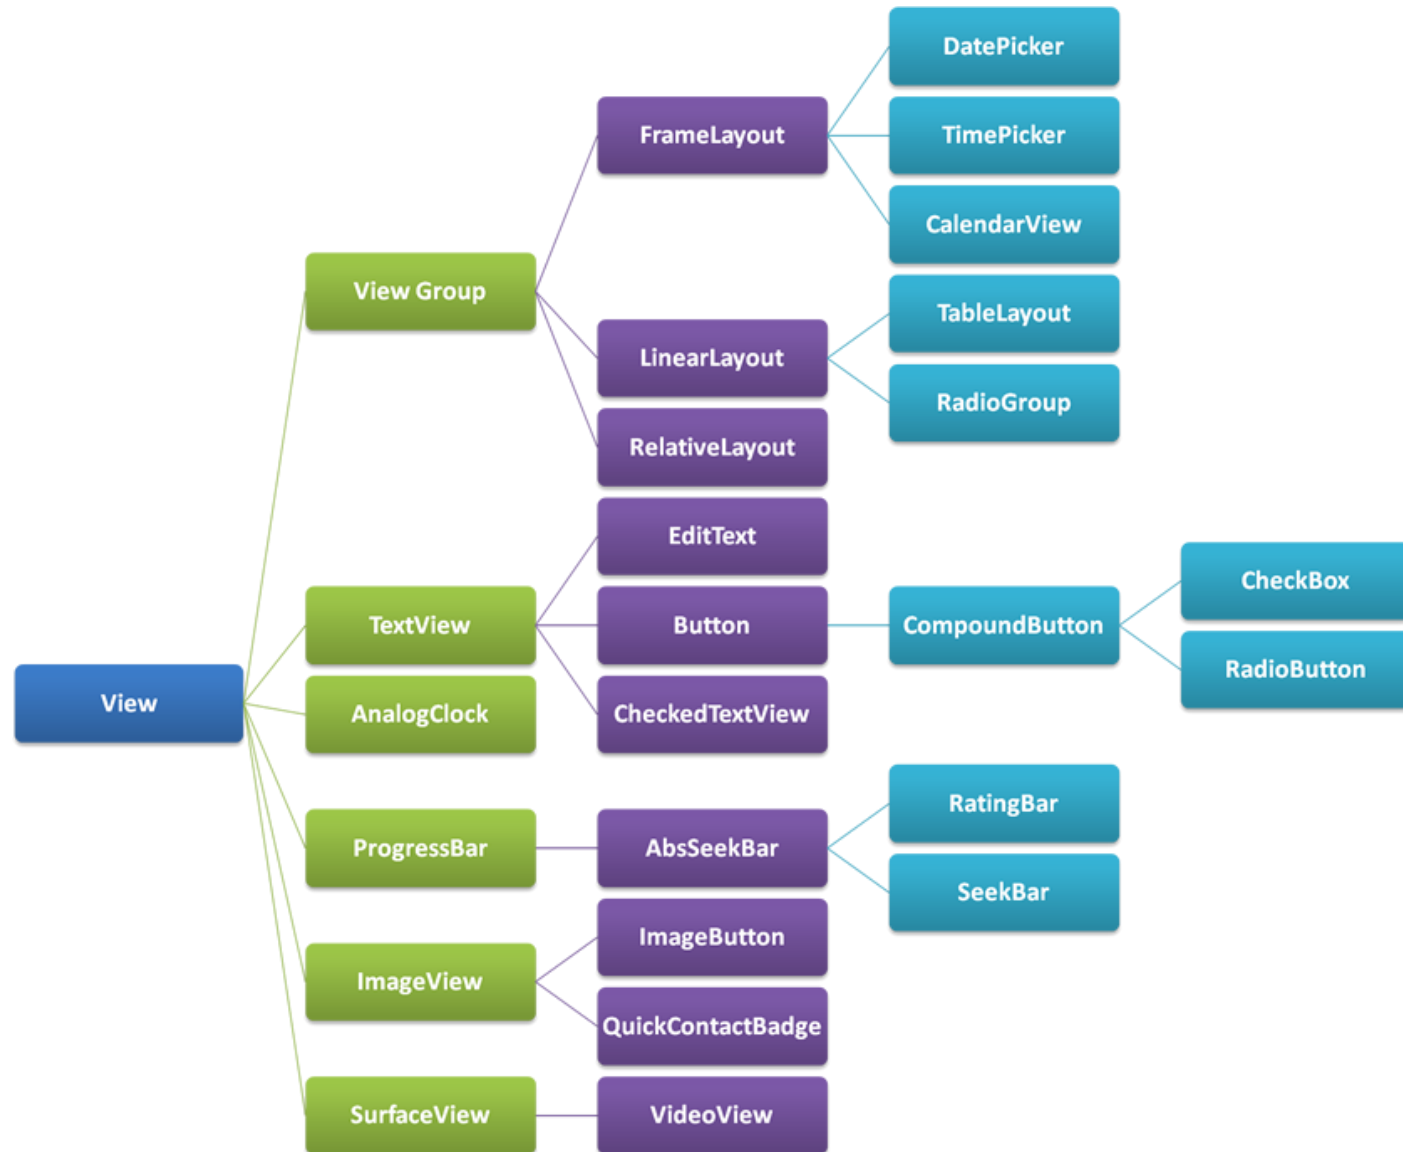 DatePicker
FrameLayout
TimePicker
CalendarView
View Group
TableLayout
LinearLayout
RadioGroup
RelativeLayout
EditText
CheckBox
TextView
Button
CompoundButton
RadioButton
View
AnalogClock
CheckedTextView
RatingBar
ProgressBar
AbsSeekBar
SeekBar
ImageButton
ImageView
QuickContactBadge
SurfaceView
VideoView